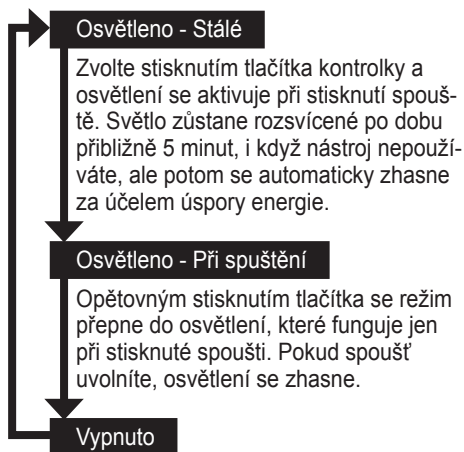 Osvětleno - Stálé
Zvolte stisknutím tlačítka kontrolky a
osvětlení se aktivuje při stisknutí spouš-
tě. Světlo zůstane rozsvícené po dobu
přibližně 5 minut, i když nástroj nepouží-
váte, ale potom se automaticky zhasne
za účelem úspory energie.
Osvětleno - Při spuštění
Opětovným stisknutím tlačítka se režim
přepne do osvětlení, které funguje jen
při stisknuté spoušti. Pokud spoušť
uvolníte, osvětlení se zhasne.
Vypnuto